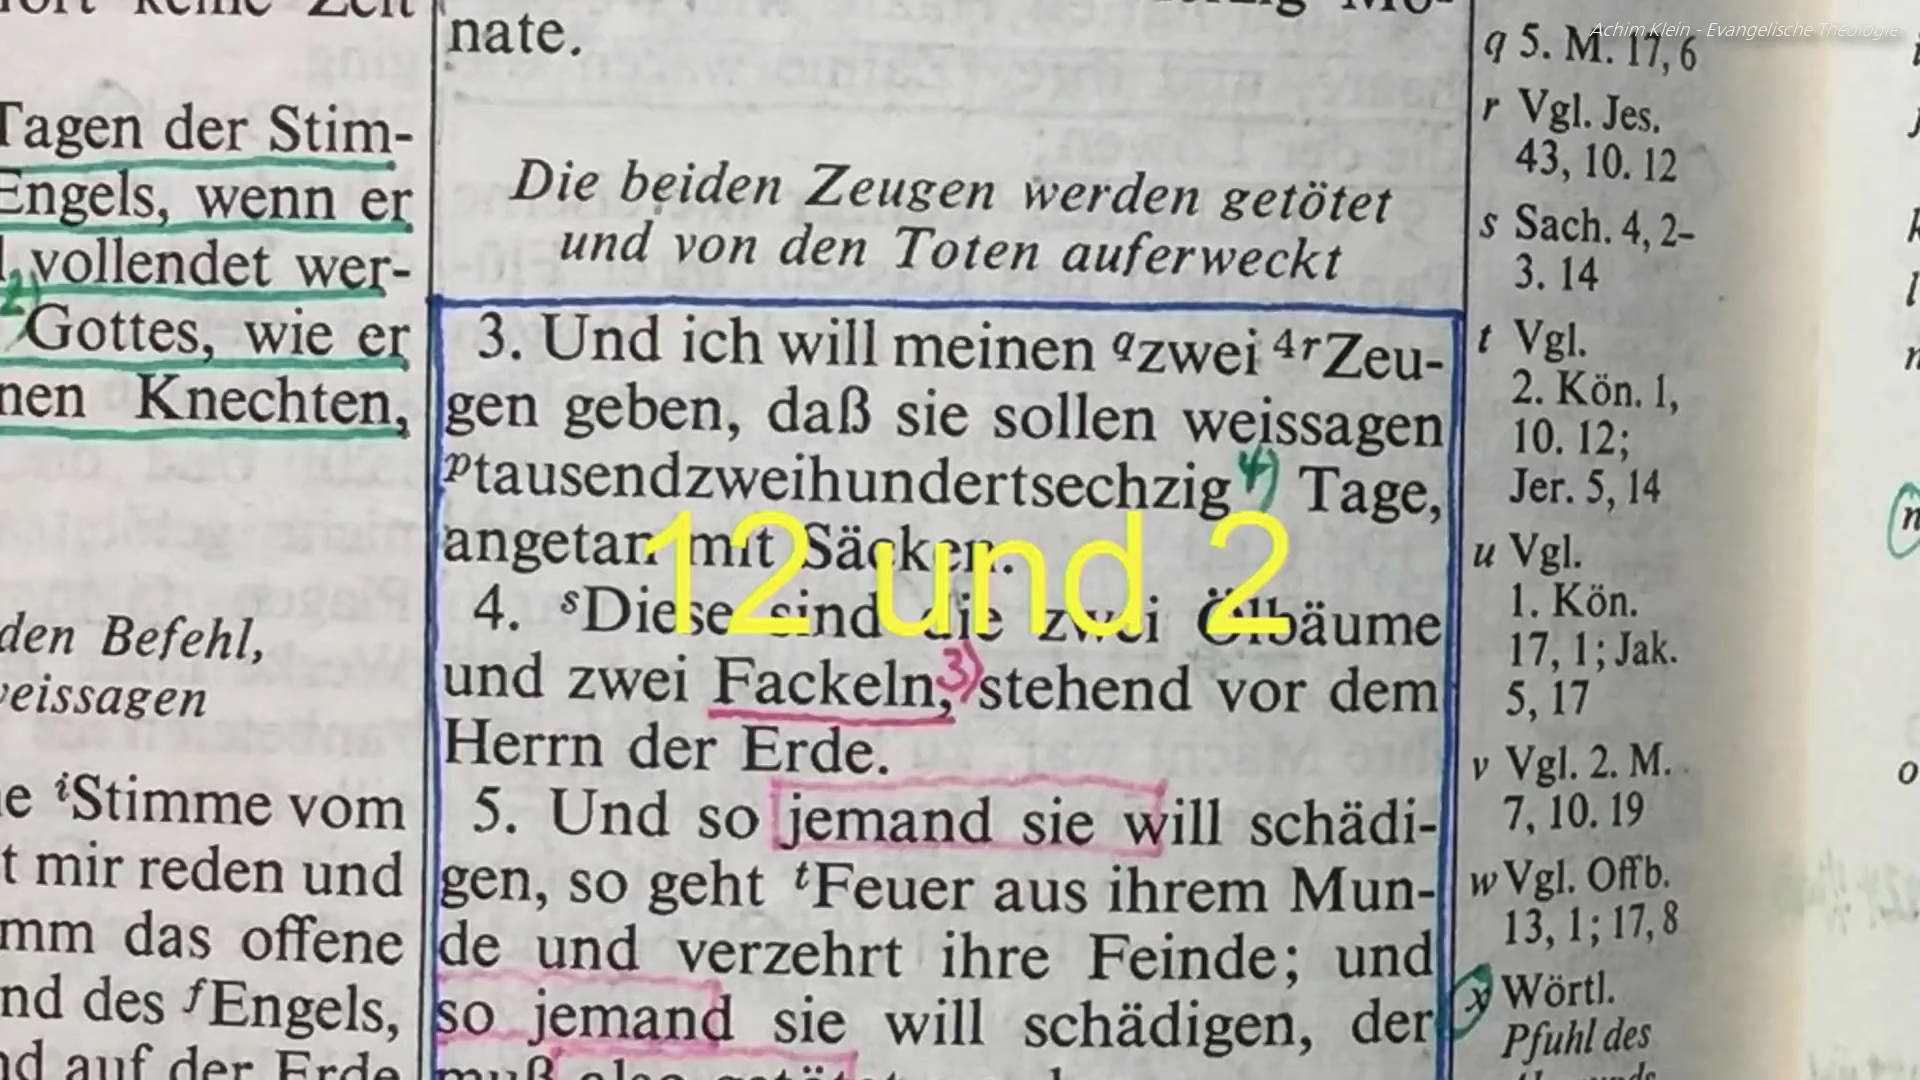 nate.
Die beiden Zeugen werden getötet
und von den Toten auferweckt
3. Und ich will meinen qzwei 4rZeu-
gen geben, daß sie sollen weissagen
ptausendzweihundertsechzig 4) Tage,
angetan mit Säcken.
4. sDiese sind die zwei Ölbäume
und zwei Fackeln, 3) stehend vor dem
Herrn der Erde.
5. Und so jemand sie will schädi-
gen, so geht tFeuer aus ihrem Mun-
de und verzehrt ihre Feinde; und
so jemand sie will schädigen, der
12 und 2
Tagen der Stim-
Engels, wenn er
vollendet wer-
2)
Gottes, wie er
nen Knechten,
den Befehl,
weissagen
e iStimme vom
t mir reden und
mm das offene
nd des fEngels,
nd auf der Erde
Achim Klein - Evangelische Theologie
q 5. M. 17, 6
r Vgl. Jes.
43, 10. 12
s Sach. 4, 2-
3. 14
t Vgl.
2. Kön. 1,
10. 12;
Jer. 5, 14
u Vgl.
1. Kön.
17, 1; Jak.
5, 17
v Vgl. 2. M.
7, 10. 19
w Vgl. Offb.
13, 1; 17, 8
x Wörtl.
Pfuhl des